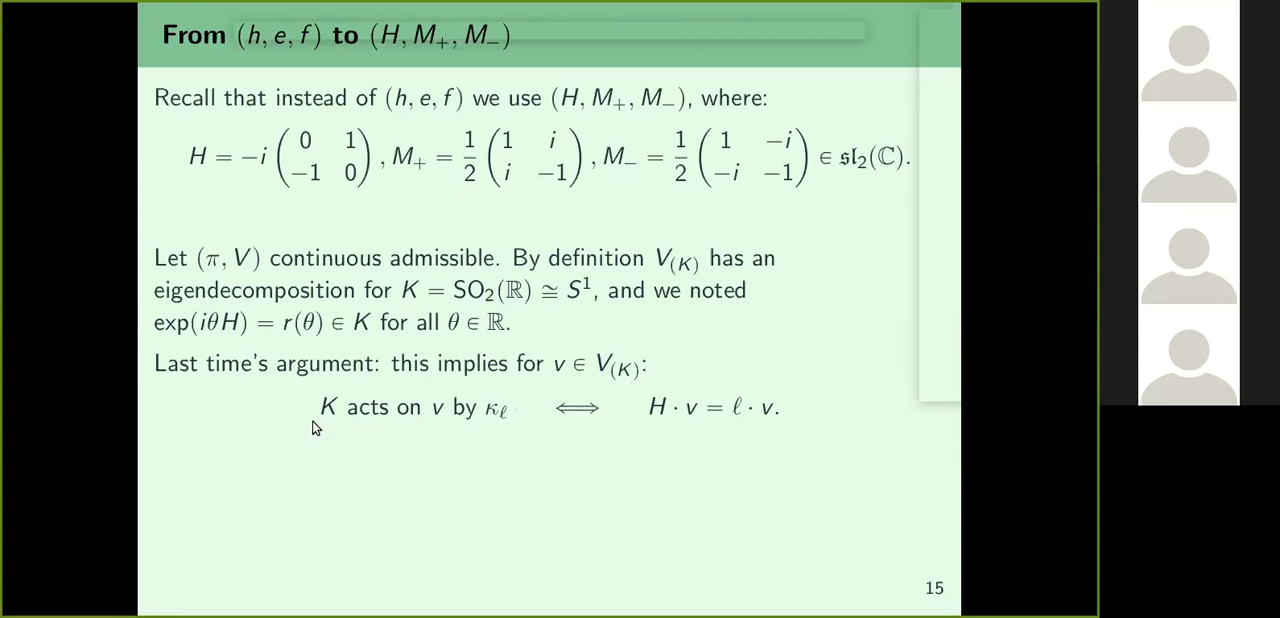 From (h, e, f) to (H, M₊, M₋)
Recall that instead of (h, e, f) we use (H, M₊, M₋), where:
H = −i ( 0 1 ; −1 0 ) , M₊ = 1/2 ( 1 i ; i −1 ) , M₋ = 1/2 ( 1 −i ; −i −1 ) ∈ 𝔰𝔩₂(ℂ).
Let (π, V) continuous admissible. By definition V₍K₎ has an
eigendecomposition for K = SO₂(ℝ) ≅ S¹, and we noted
exp(iθH) = r(θ) ∈ K for all θ ∈ ℝ.
Last time's argument: this implies for v ∈ V₍K₎:
K acts on v by κ_ℓ ⟺ H · v = ℓ · v.
15